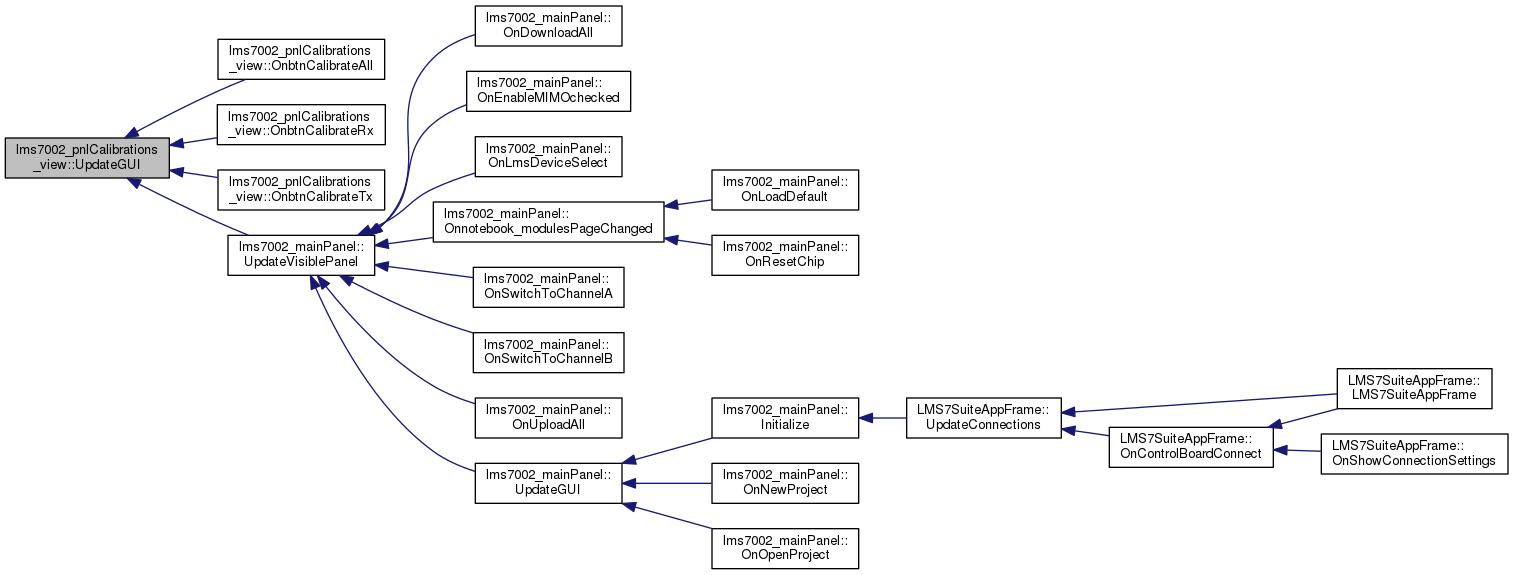 lms7002_pnlCalibrations
_view::UpdateGUI
lms7002_pnlCalibrations
_view::OnbtnCalibrateAll
lms7002_pnlCalibrations
_view::OnbtnCalibrateRx
lms7002_pnlCalibrations
_view::OnbtnCalibrateTx
lms7002_mainPanel::
UpdateVisiblePanel
lms7002_mainPanel::
OnDownloadAll
lms7002_mainPanel::
OnEnableMIMOchecked
lms7002_mainPanel::
OnLmsDeviceSelect
lms7002_mainPanel::
Onnotebook_modulesPageChanged
lms7002_mainPanel::
OnLoadDefault
lms7002_mainPanel::
OnResetChip
lms7002_mainPanel::
OnSwitchToChannelA
lms7002_mainPanel::
OnSwitchToChannelB
lms7002_mainPanel::
OnUploadAll
lms7002_mainPanel::
UpdateGUI
lms7002_mainPanel::
Initialize
lms7002_mainPanel::
OnNewProject
lms7002_mainPanel::
OnOpenProject
LMS7SuiteAppFrame::
UpdateConnections
LMS7SuiteAppFrame::
OnControlBoardConnect
LMS7SuiteAppFrame::
LMS7SuiteAppFrame
LMS7SuiteAppFrame::
OnShowConnectionSettings